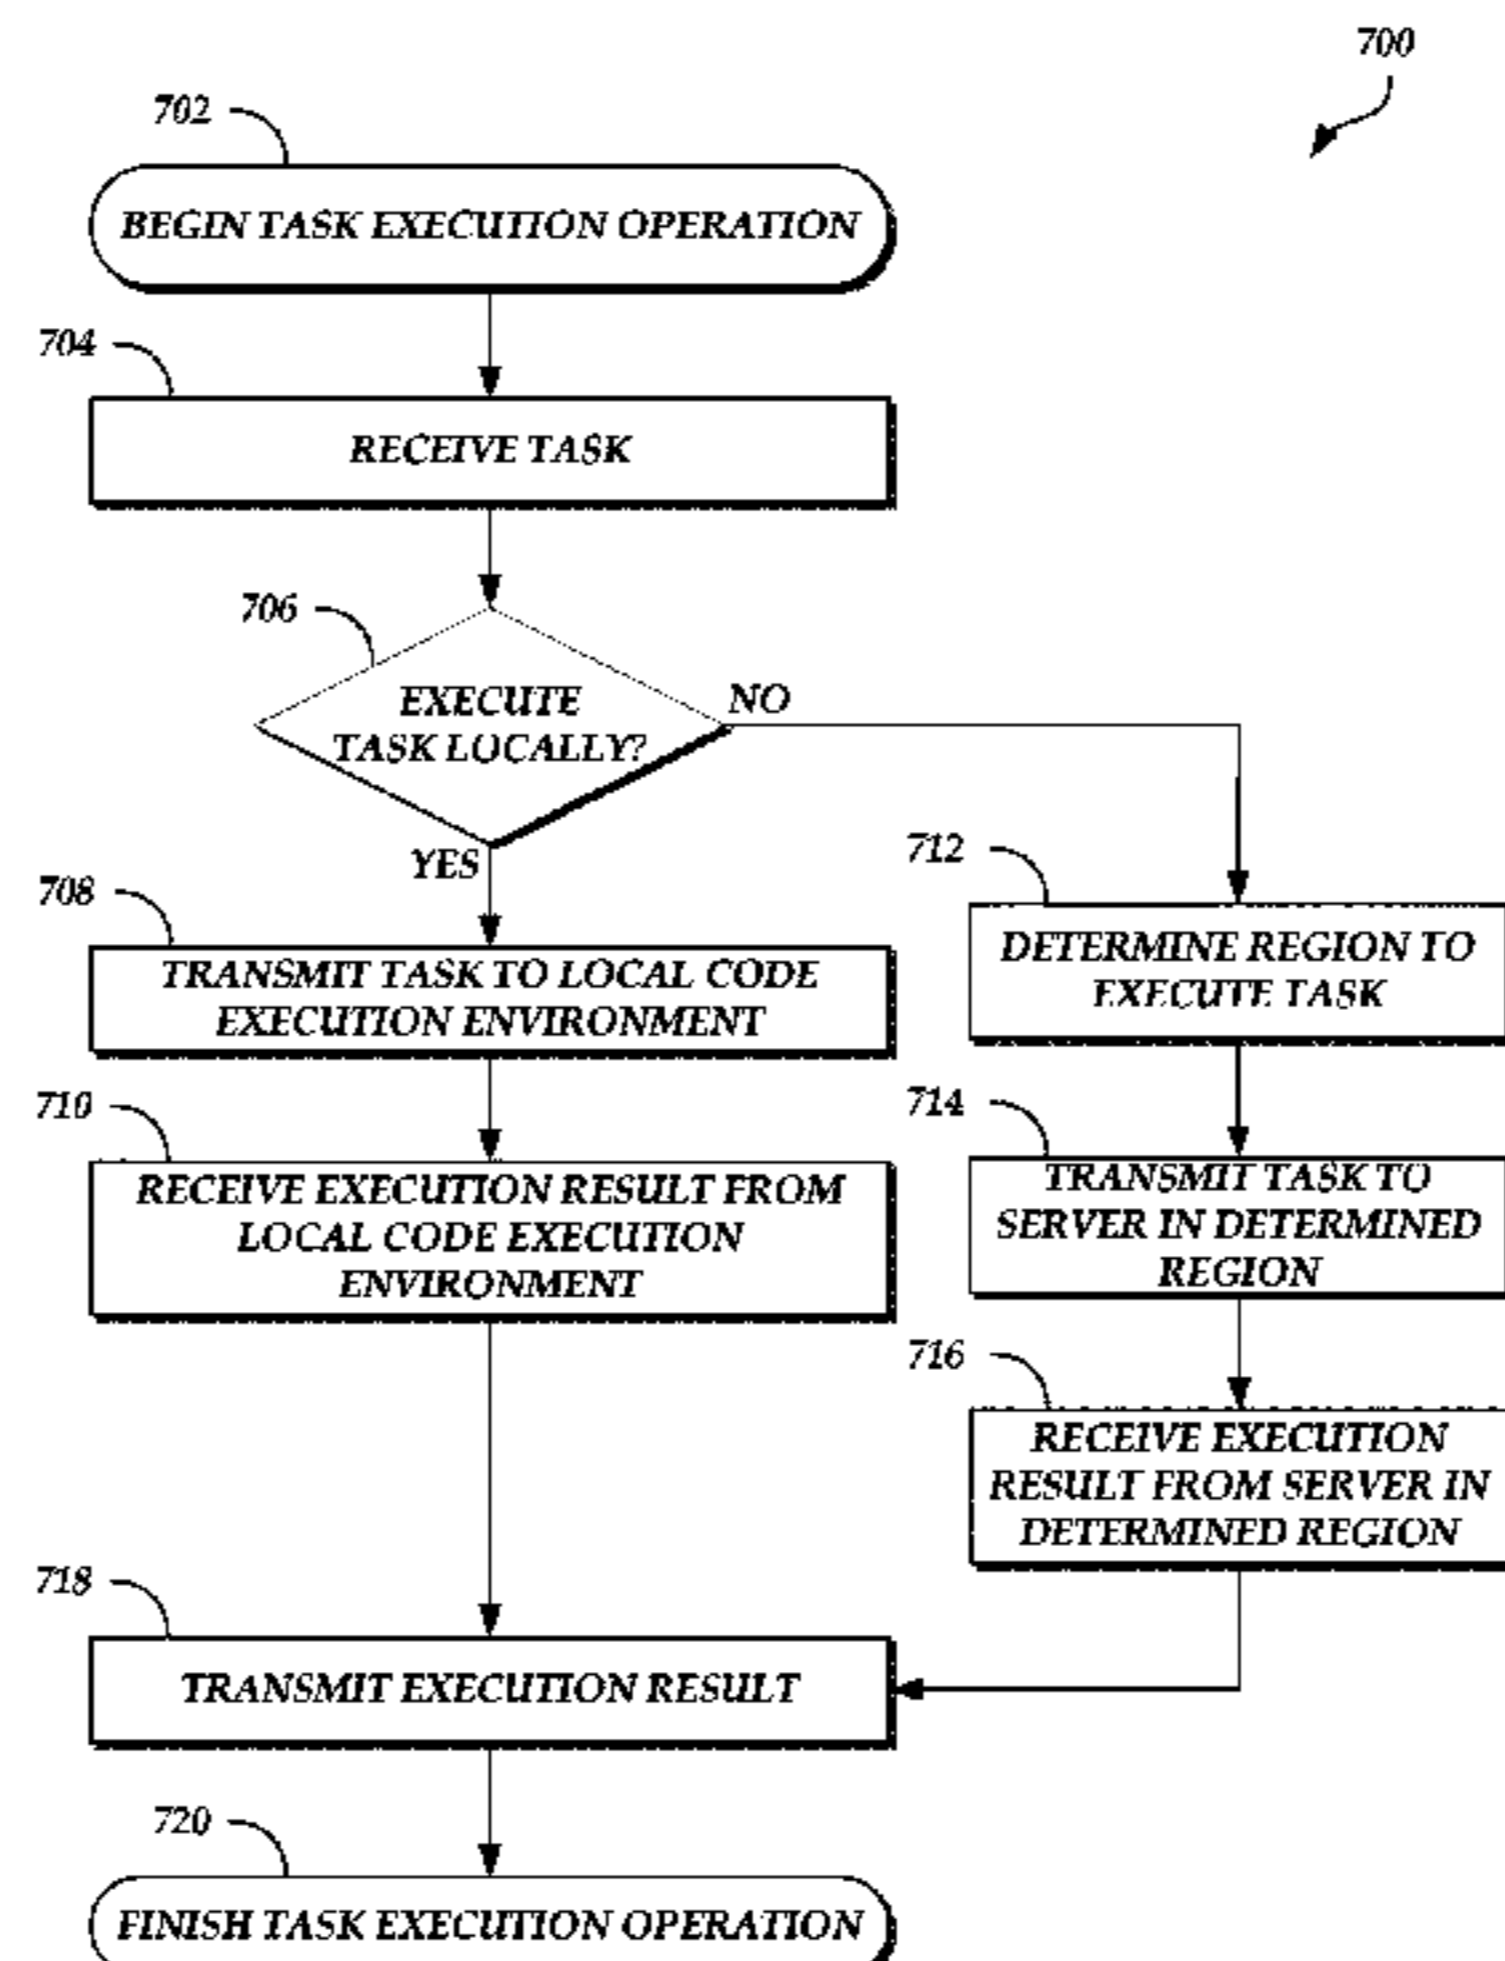 700
702
BEGIN TASK EXECUTION OPERATION
704
RECEIVE TASK
706
EXECUTE
TASK LOCALLY?
NO
YES
708
TRANSMIT TASK TO LOCAL CODE
EXECUTION ENVIRONMENT
710
RECEIVE EXECUTION RESULT FROM
LOCAL CODE EXECUTION
ENVIRONMENT
712
DETERMINE REGION TO
EXECUTE TASK
714
TRANSMIT TASK TO
SERVER IN DETERMINED
REGION
716
RECEIVE EXECUTION
RESULT FROM SERVER IN
DETERMINED REGION
718
TRANSMIT EXECUTION RESULT
720
FINISH TASK EXECUTION OPERATION